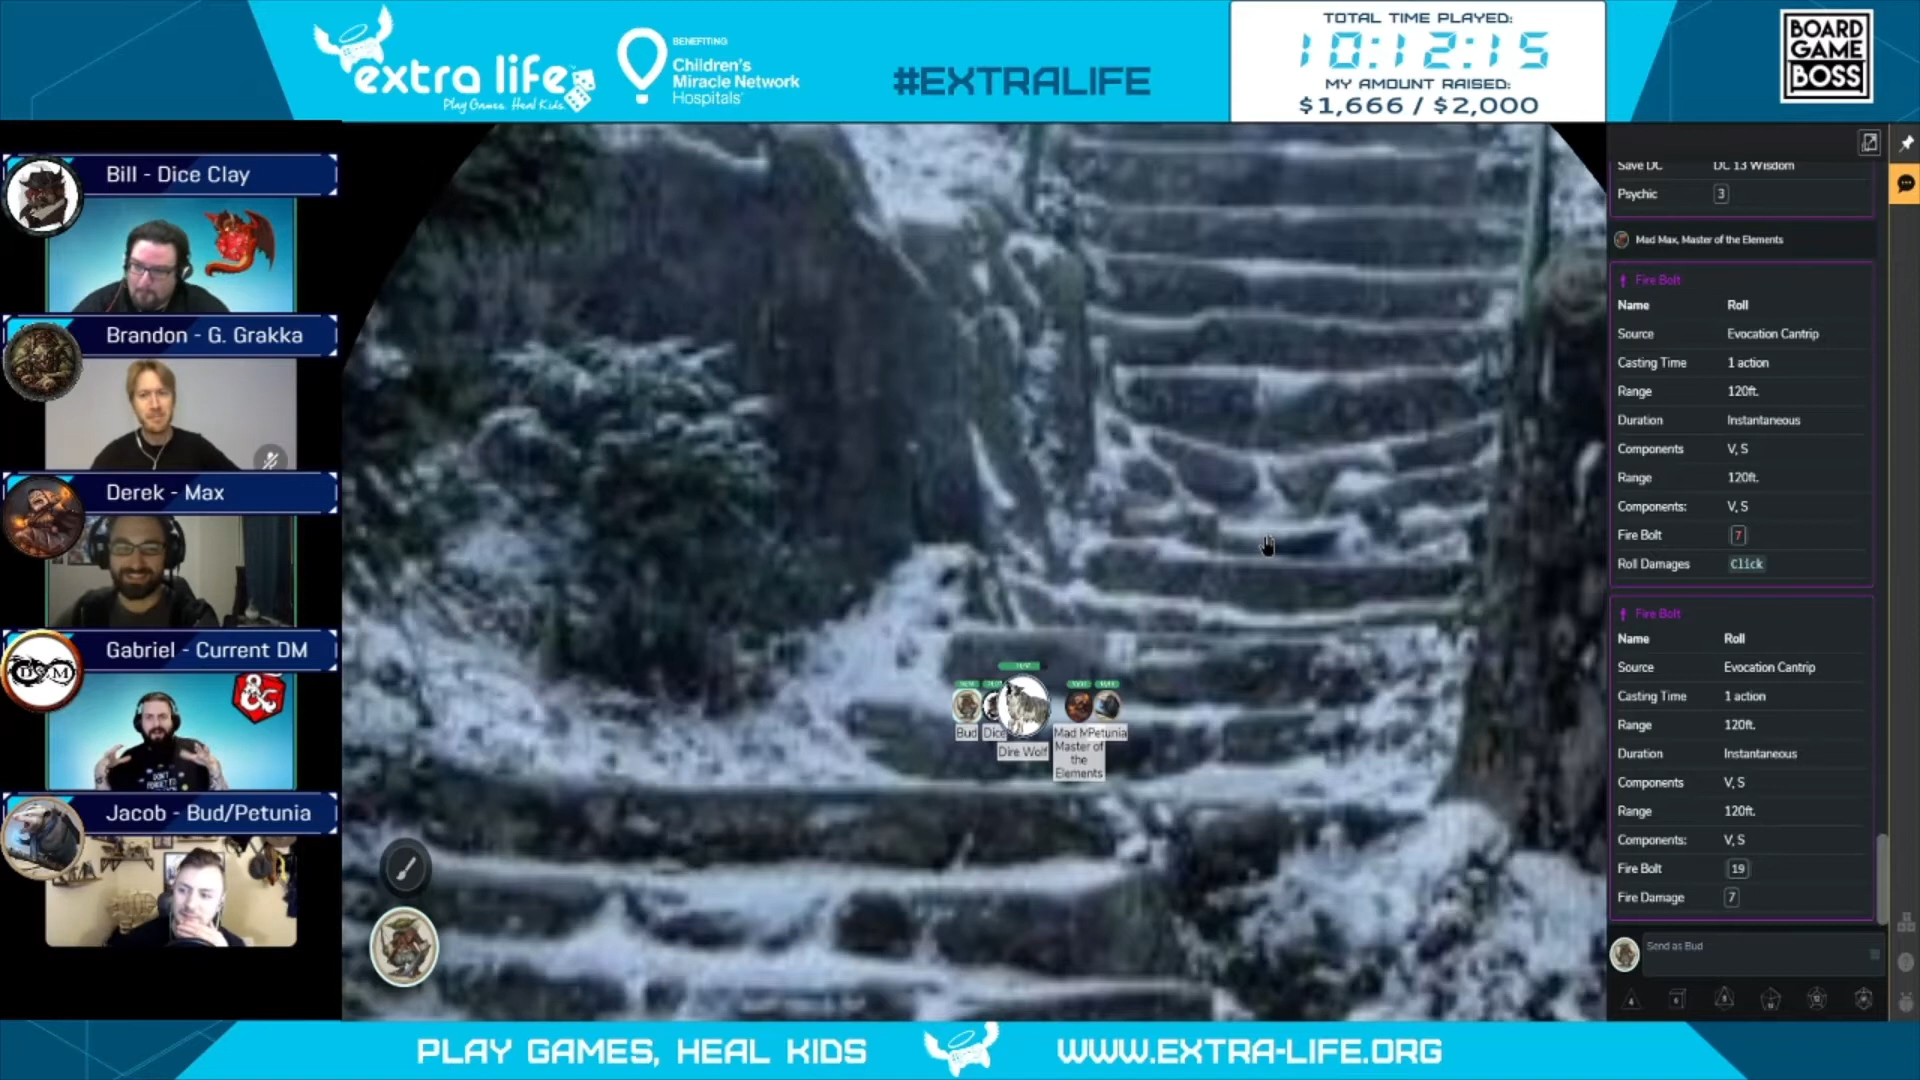 extra life
Play Games. Heal Kids.
BENEFITING
Children's
Miracle Network
Hospitals
#EXTRALIFE
TOTAL TIME PLAYED:
10:12:15
MY AMOUNT RAISED:
$1,666 / $2,000
BOARD
GAME
BOSS
Bill - Dice Clay
Brandon - G. Grakka
Derek - Max
Gabriel - Current DM
DON'T
Jacob - Bud/Petunia
Bud
Dice
Dire Wolf
Mad M
Petunia
Master of
the
Elements
Save DC DC 13 Wisdom
Psychic 3
Mad Max, Master of the Elements
Fire Bolt
Name Roll
Source Evocation Cantrip
Casting Time 1 action
Range 120ft.
Duration Instantaneous
Components V, S
Range 120ft.
Components: V, S
Fire Bolt 7
Roll Damages Click
Fire Bolt
Name Roll
Source Evocation Cantrip
Casting Time 1 action
Range 120ft.
Duration Instantaneous
Components V, S
Range 120ft.
Components: V, S
Fire Bolt 19
Fire Damage 7
Send as Bud
PLAY GAMES, HEAL KIDS
WWW.EXTRA-LIFE.ORG